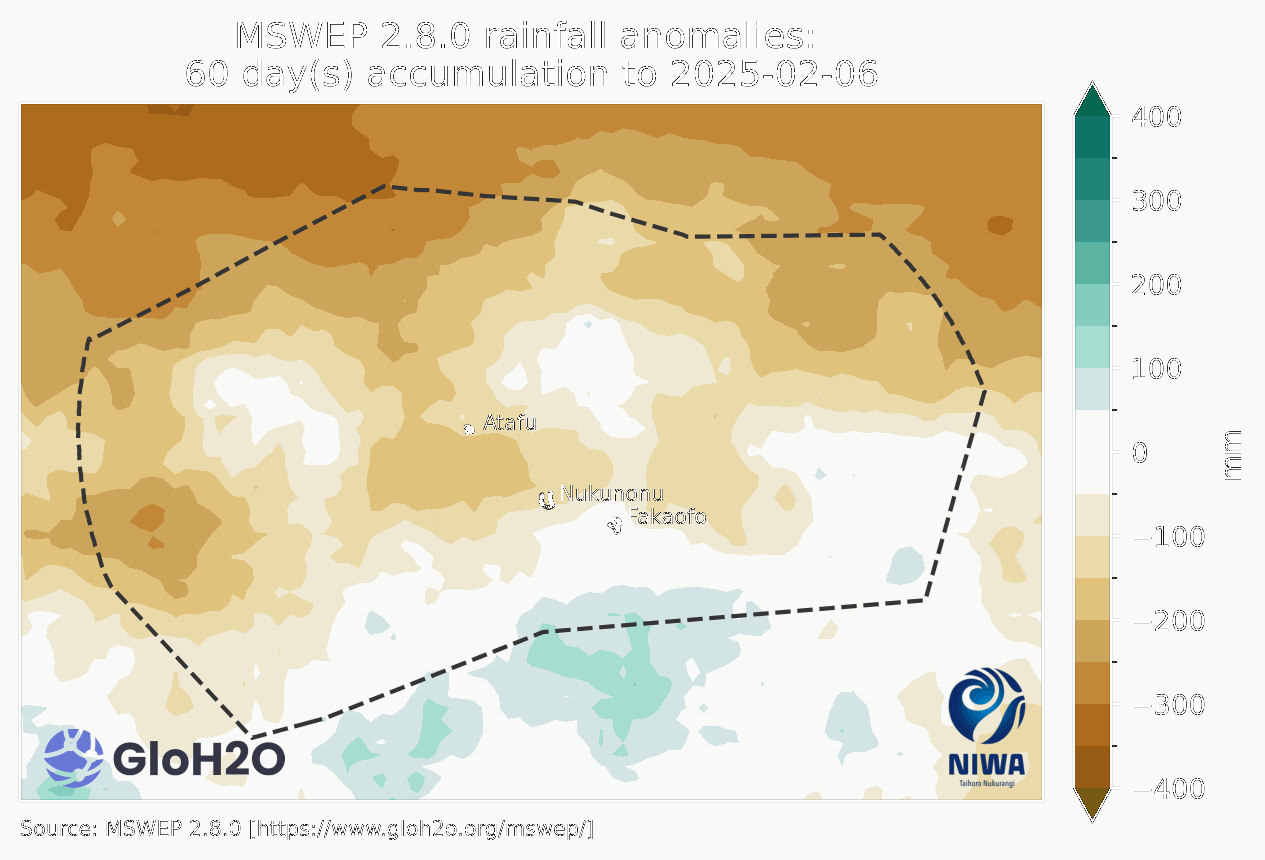 MSWEP 2.8.0 rainfall anomalies:
60 day(s) accumulation to 2025-02-06
400
300
200
100
0
−100
−200
−300
−400
mm
Atafu
Nukunonu
Fakaofo
GloH2O
NIWA
Taihoro Nukurangi
Source: MSWEP 2.8.0 [https://www.gloh2o.org/mswep/]